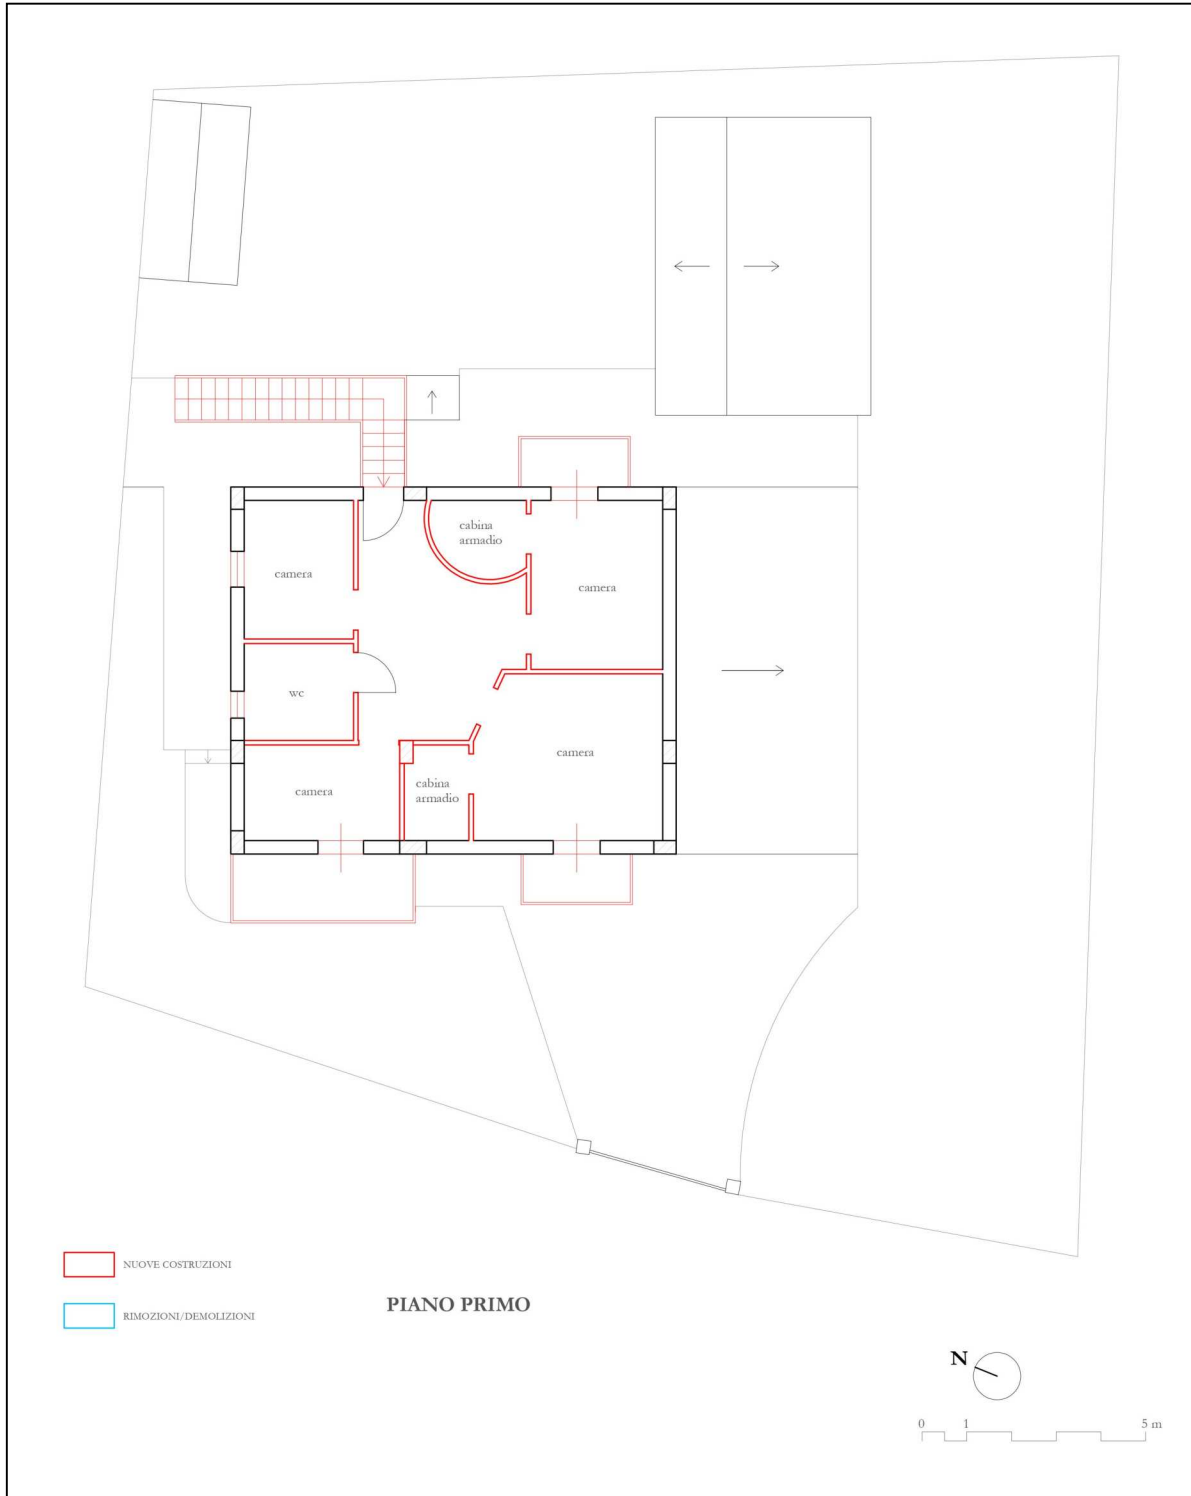 cabina
armadio
camera
camera
wc
camera
camera
cabina
armadio
NUOVE COSTRUZIONI
RIMOZIONI/DEMOLIZIONI
PIANO PRIMO
N
0 1 5 m